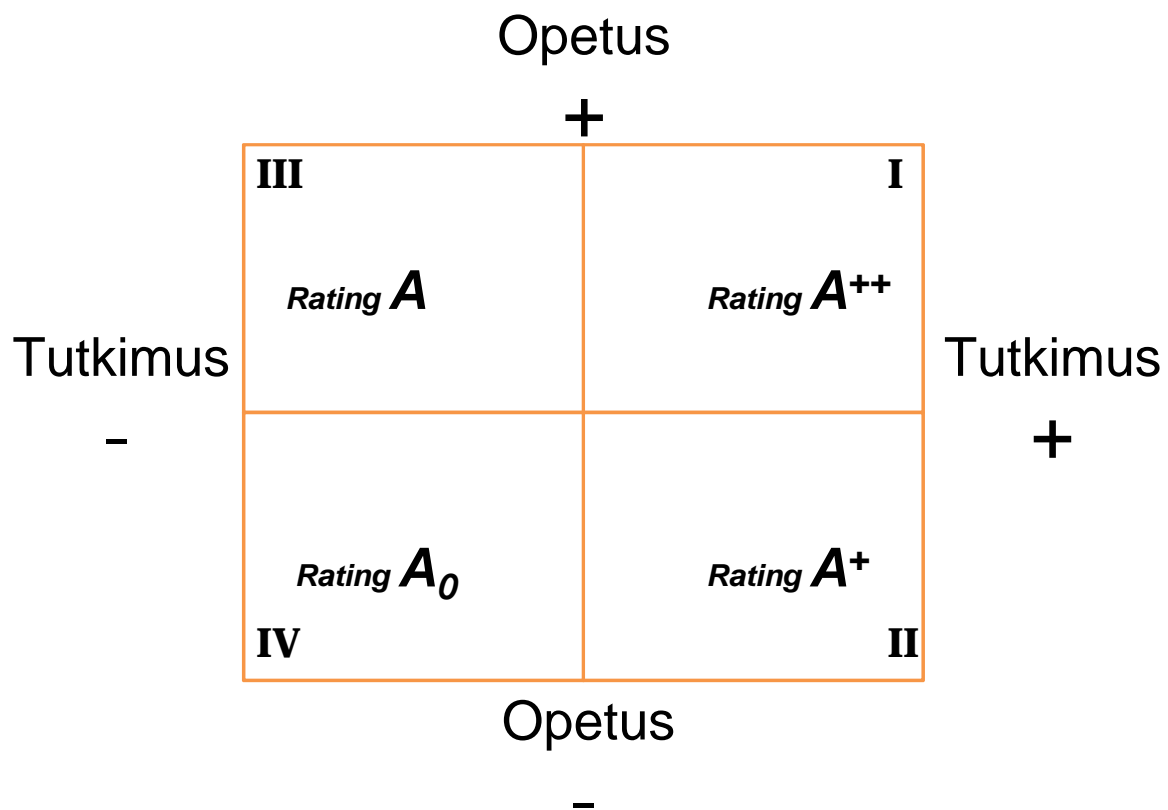 Opetus
+
III
I
Rating A
Rating A++
Tutkimus
-
Tutkimus
+
Rating A0
Rating A+
IV
II
Opetus
-